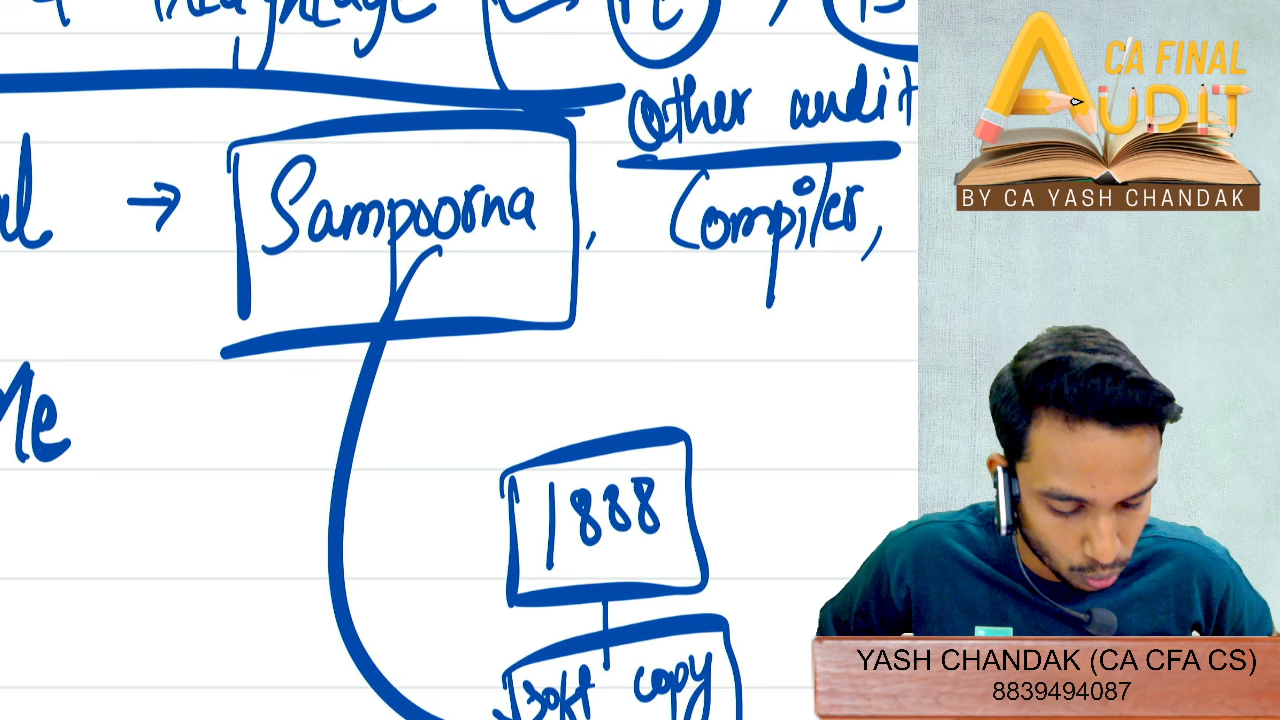 Weightage
Other audit
→ Sampoorna, Compiler,
Me
1888
Soft copy
CA FINAL
AUDIT
BY CA YASH CHANDAK
YASH CHANDAK (CA CFA CS)
8839494087